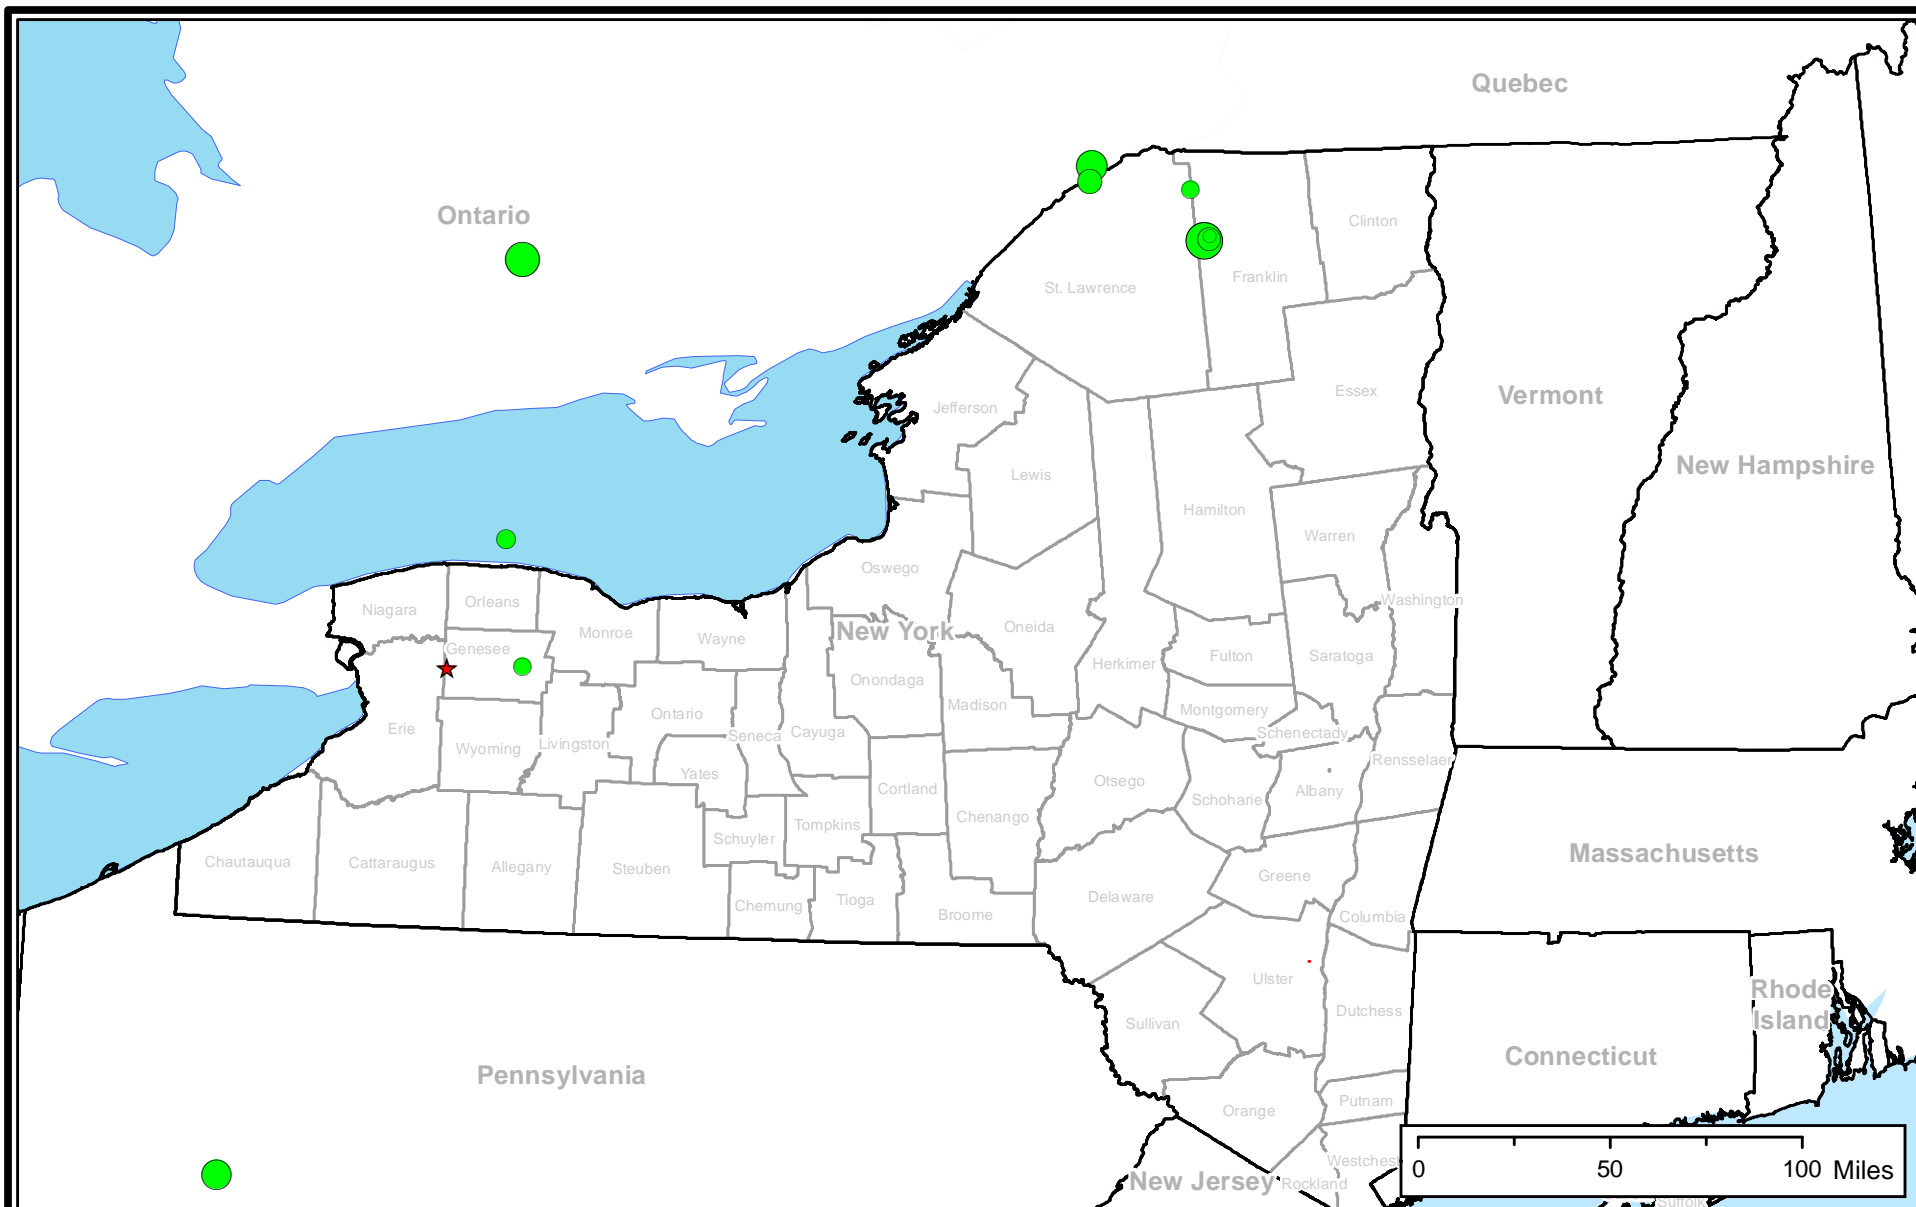 Quebec
Ontario
Clinton
Franklin
St. Lawrence
Essex
Vermont
Jefferson
New Hampshire
Lewis
Hamilton
Warren
Oswego
Orleans
Niagara
Washington
New York
Oneida
Monroe
Wayne
Genesee
Fulton
Saratoga
Herkimer
Onondaga
Madison
Montgomery
Ontario
Erie
Cayuga
Schenectady
Seneca
Livingston
Wyoming
Rensselaer
Yates
Otsego
Cortland
Albany
Schoharie
Chenango
Tompkins
Schuyler
Massachusetts
Chautauqua
Cattaraugus
Allegany
Steuben
Greene
Delaware
Tioga
Chemung
Broome
Columbia
Ulster
Rhode
Island
Dutchess
Sullivan
Connecticut
Pennsylvania
Putnam
Orange
Westchest
0 50 100 Miles
New Jersey
Rockland
Suffolk